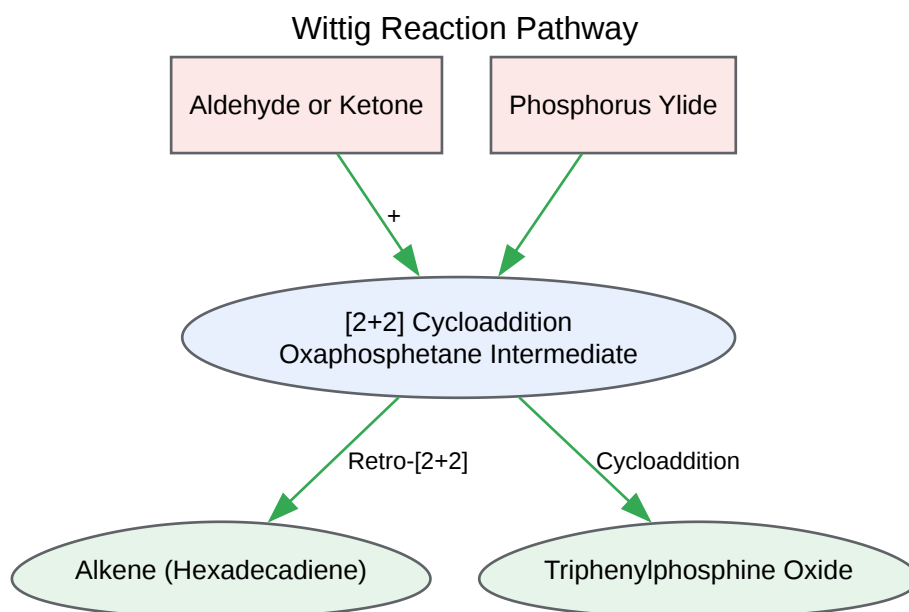 Wittig Reaction Pathway
Aldehyde or Ketone
Phosphorus Ylide
+
[2+2] Cycloaddition
Oxaphosphetane Intermediate
Retro-[2+2]
Cycloaddition
Alkene (Hexadecadiene)
Triphenylphosphine Oxide